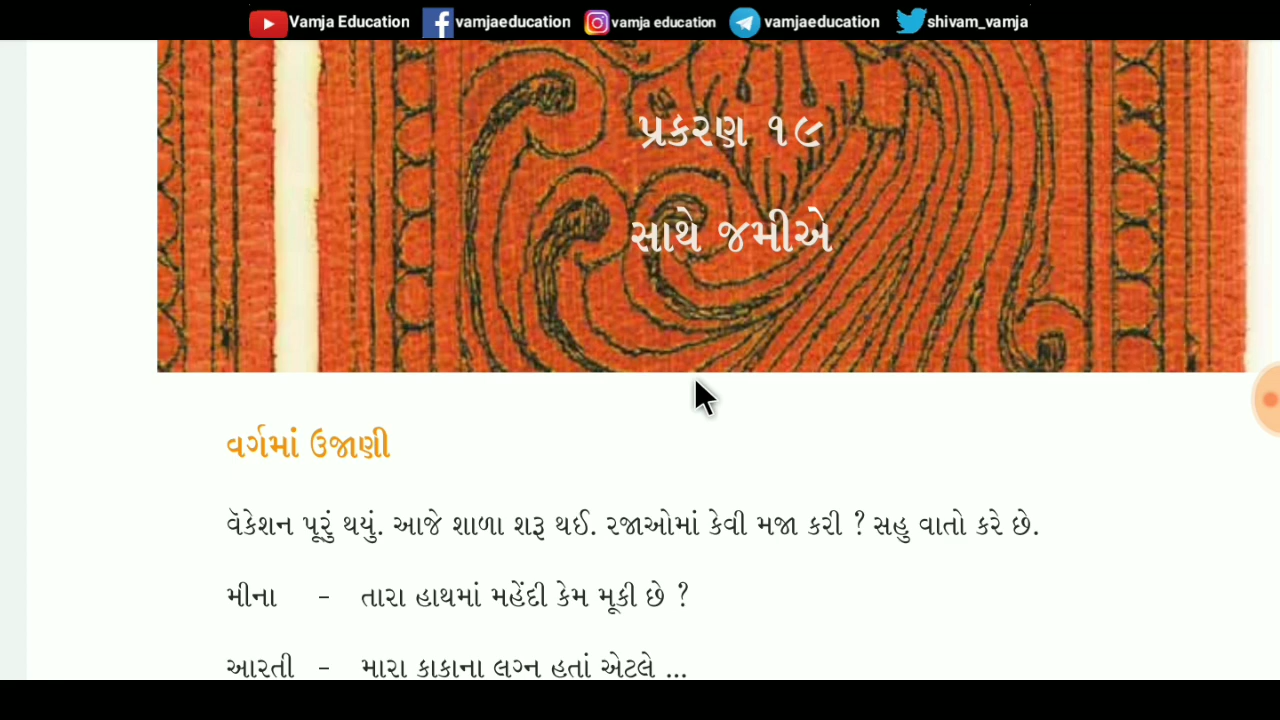 Vamja Education vamjaeducation vamja education vamjaeducation shivam_vamja
પ્રકરણ ૧૯
સાથે જમીએ
વર્ગમાં ઉજાણી
વૅકેશન પૂરું થયું. આજે શાળા શરૂ થઈ. રજાઓમાં કેવી મજા કરી ? સહુ વાતો કરે છે.
મીના - તારા હાથમાં મહેંદી કેમ મૂકી છે ?
આરતી - મારા કાકાના લગ્ન હતાં એટલે ...